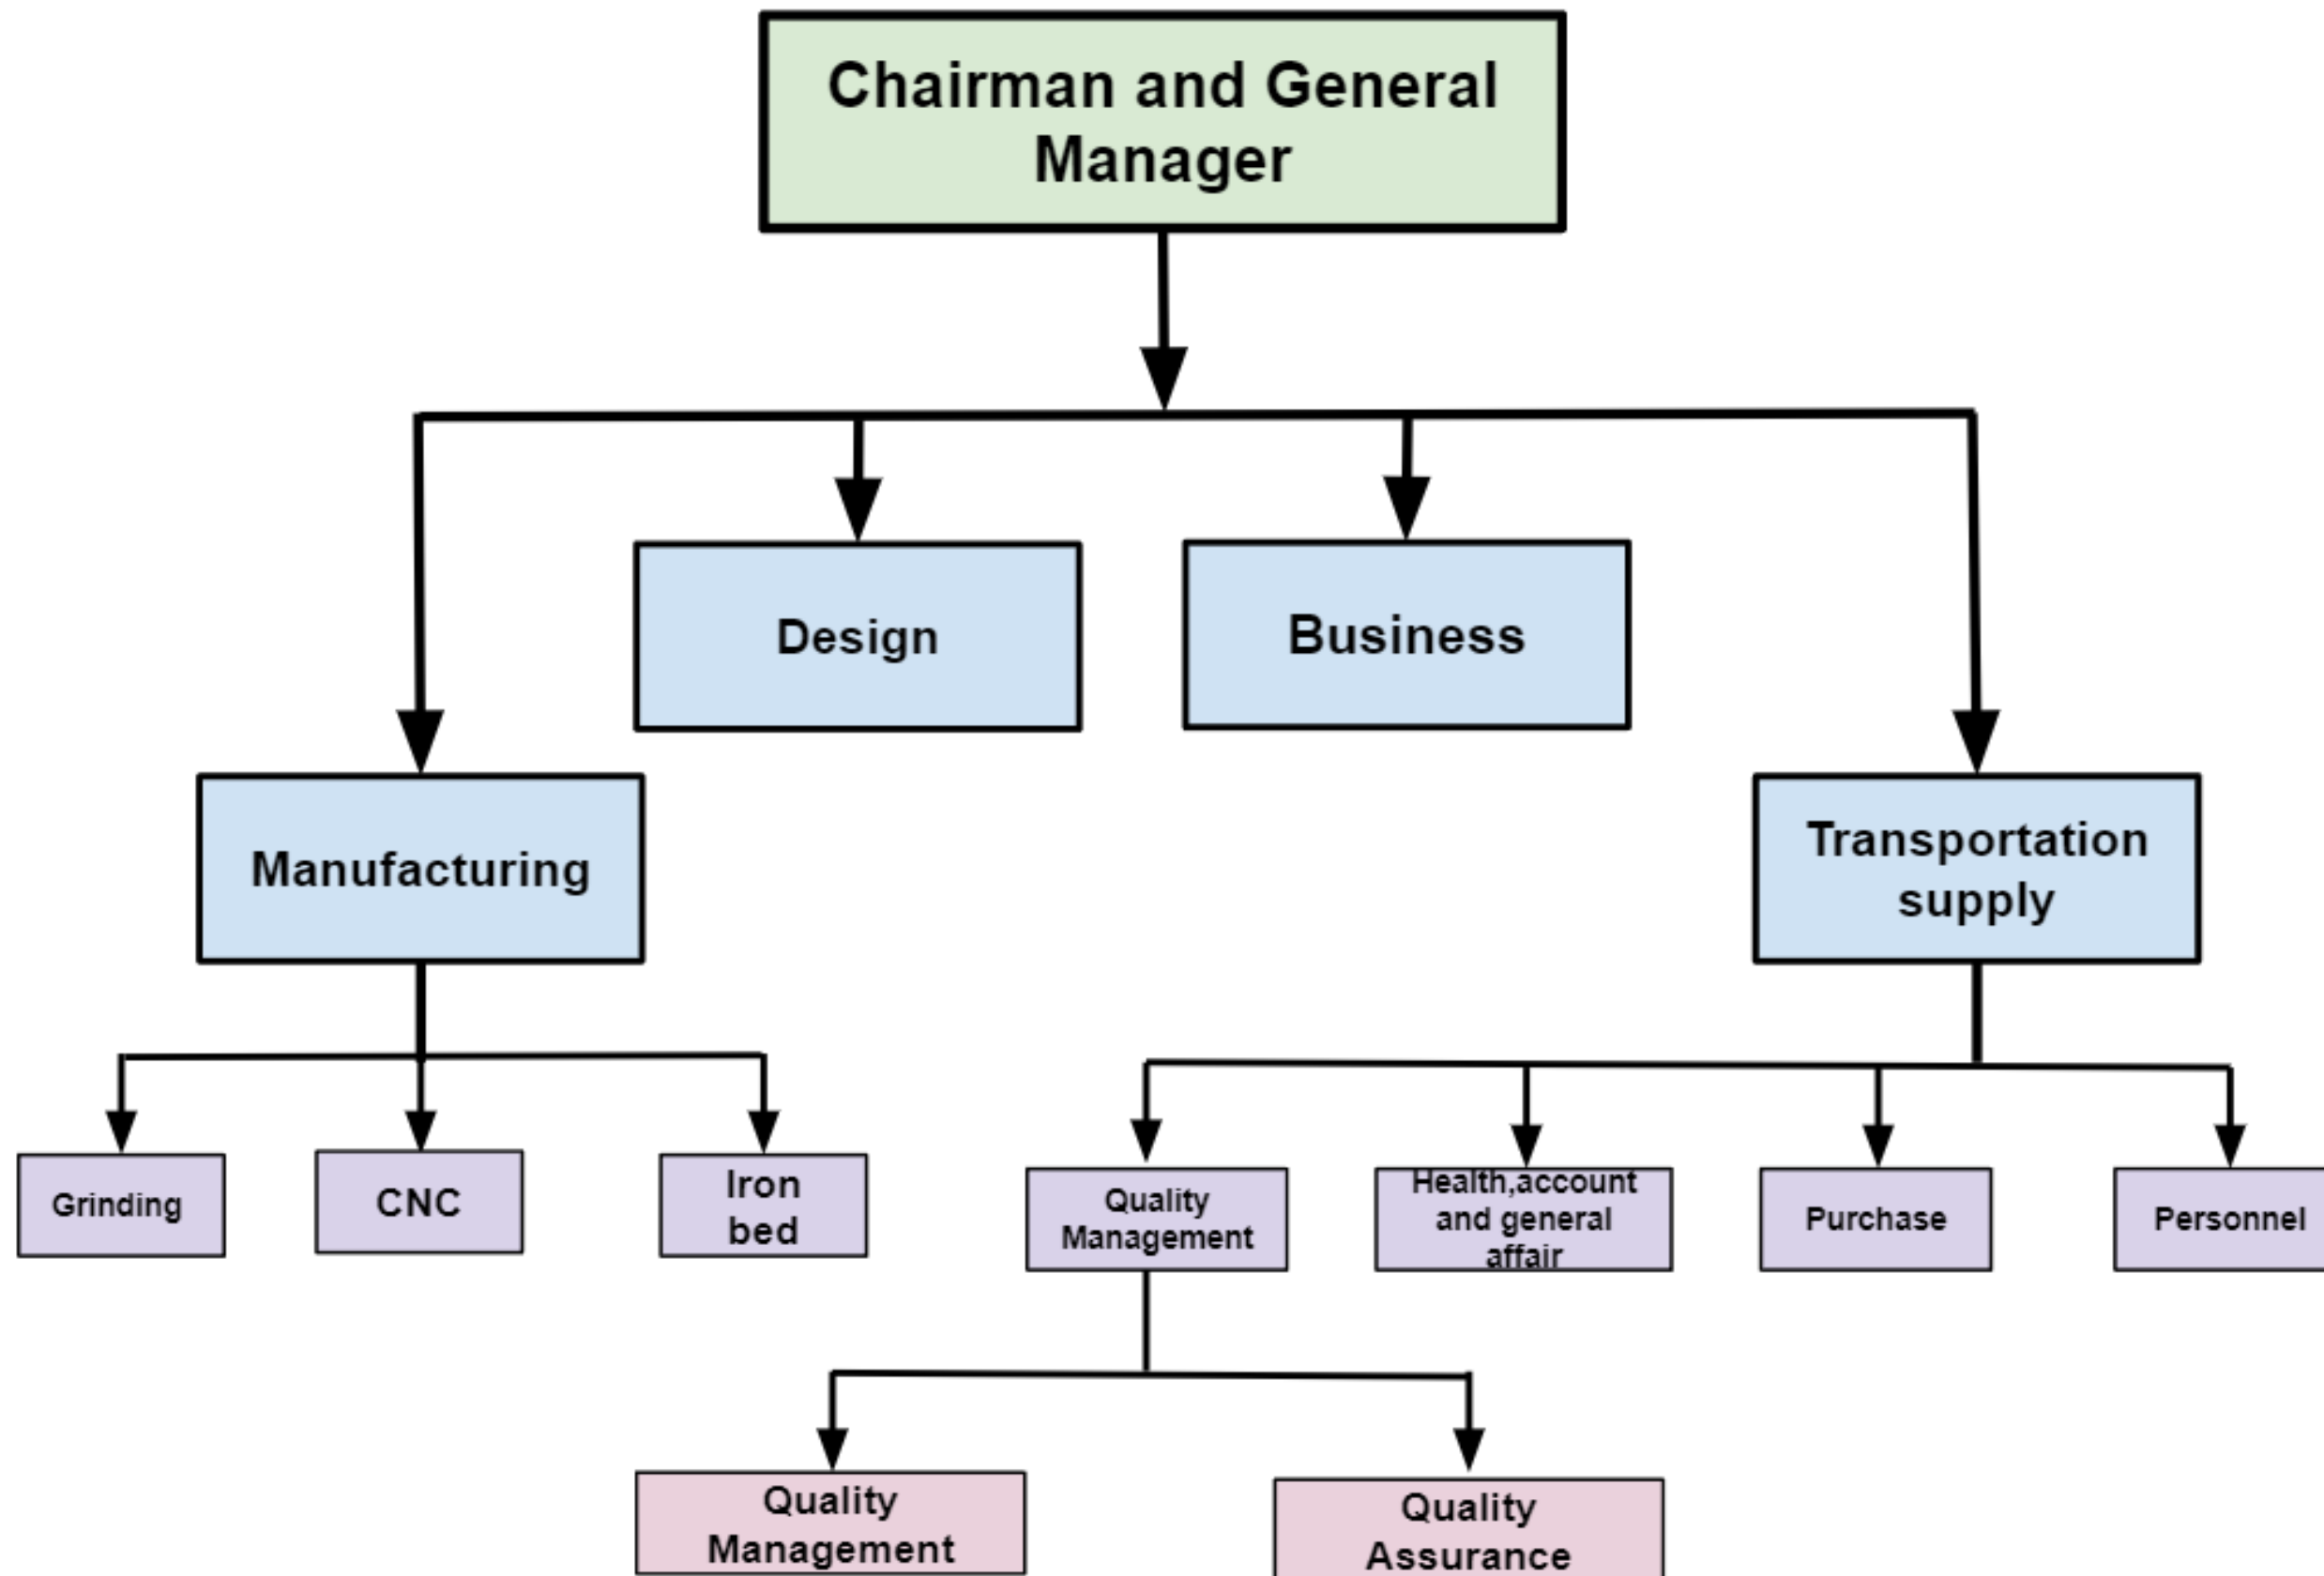 Chairman and General
Manager
Design
Business
Manufacturing
Transportation
supply
Grinding
CNC
Iron
bed
Quality
Management
Health,account
and general
affair
Purchase
Personnel
Quality
Management
Quality
Assurance